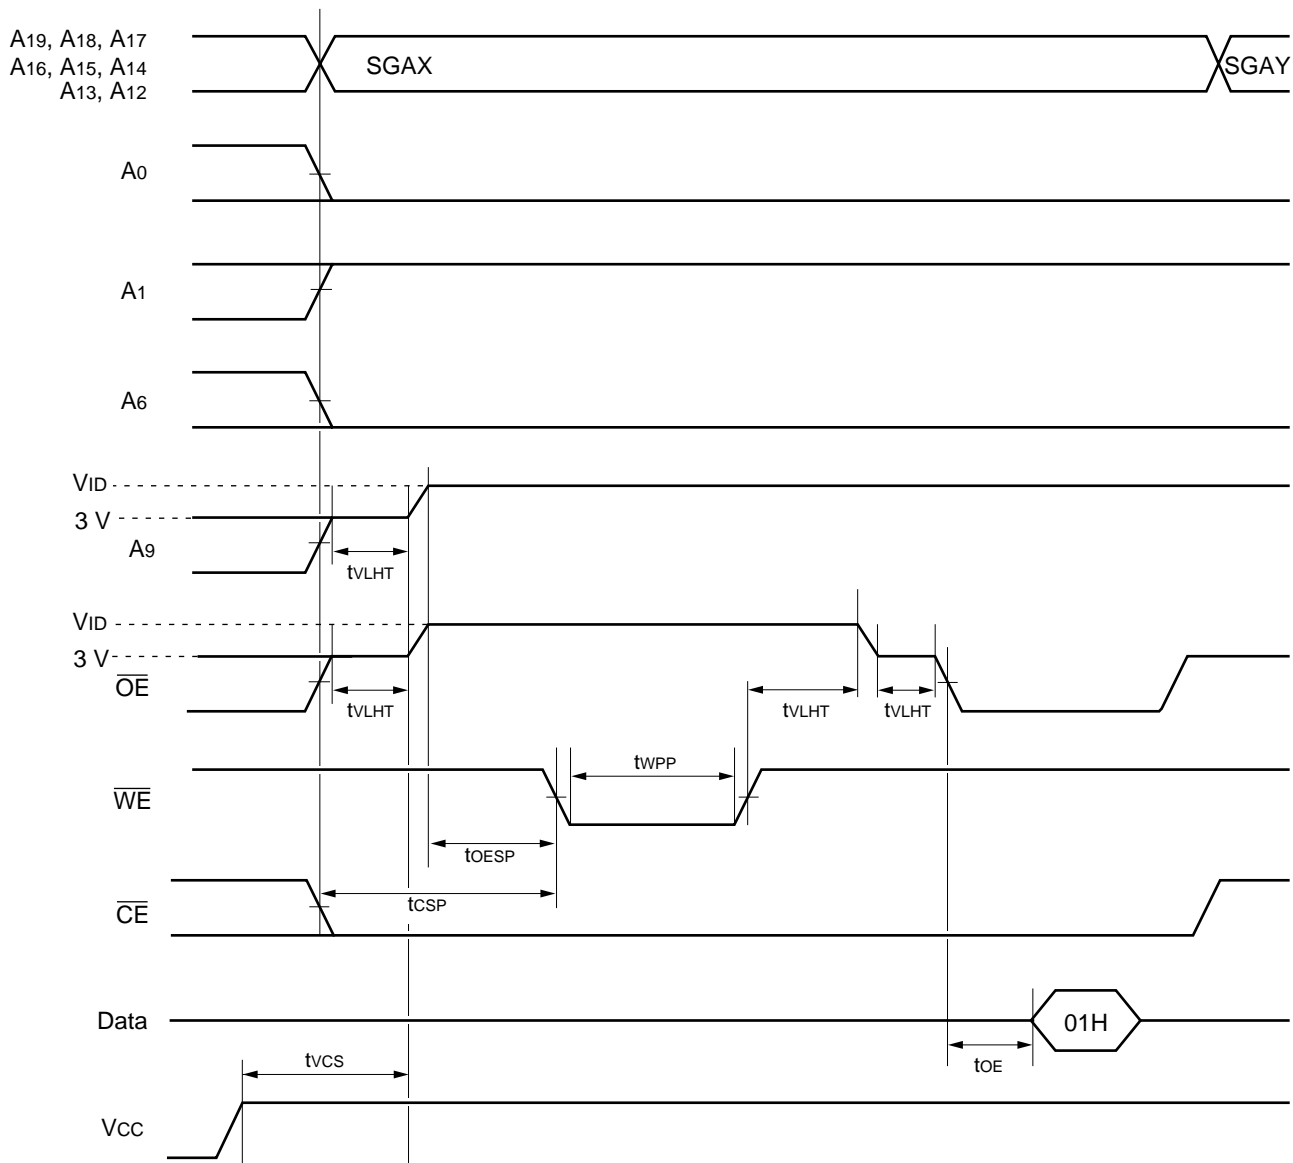 A19, A18, A17
A16, A15, A14
A13, A12
SGAX
SGAY
A0
A1
A6
VID
3 V
A9
tVLHT
VID
3 V
OE
tVLHT
tVLHT
tVLHT
WE
tWPP
tOESP
CE
tCSP
Data
01H
tOE
tVCS
VCC